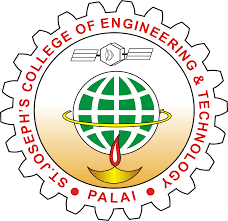 ST.JOSEPH'S COLLEGE OF ENGINEERING & TECHNOLOGY
• PALAI •